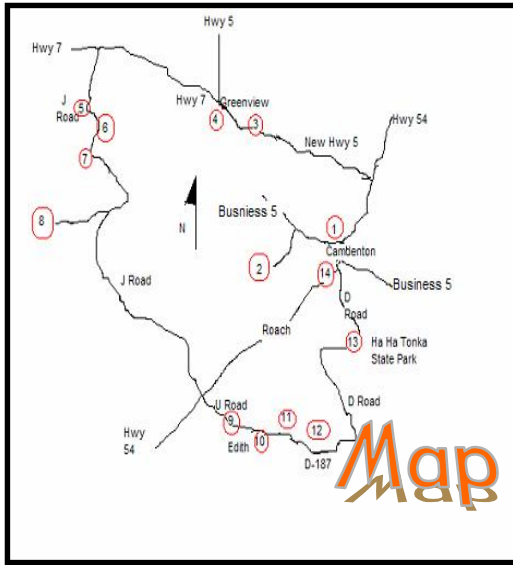 Hwy 5
Hwy 7
Hwy 7
Greenview
J
Road
5
6
4
3
Hwy 54
New Hwy 5
7
8
Busniess 5
N
1
Camdenton
2
14
Business 5
J Road
D
Road
Roach
13
Ha Ha Tonka
State Park
U Road
D Road
9
11
12
Hwy
54
Edith
10
D-187
Map